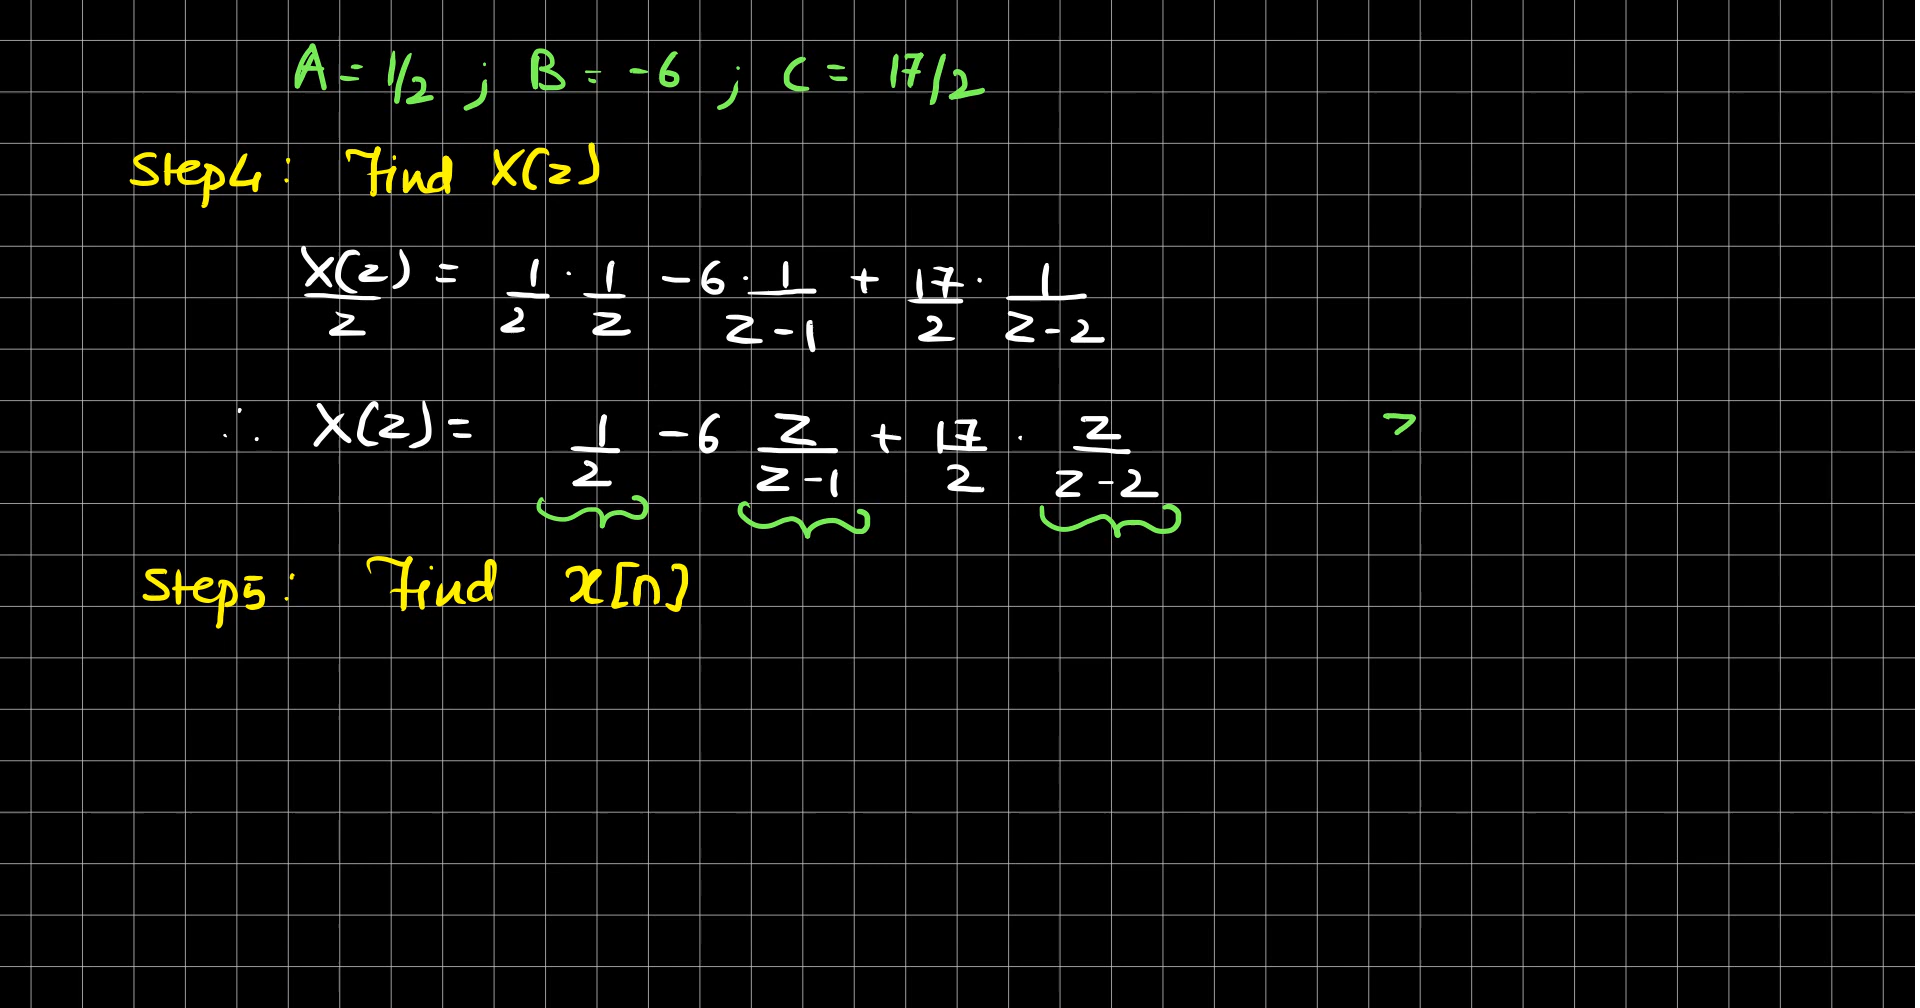 A = 1/2 ; B = -6 ; C = 17/2
Step4: Find X(z)
X(z)/z = 1/2 · 1/z - 6 · 1/(z-1) + 17/2 · 1/(z-2)
∴ X(z) = 1/2 - 6 z/(z-1) + 17/2 · z/(z-2)
Step5: Find x[n]